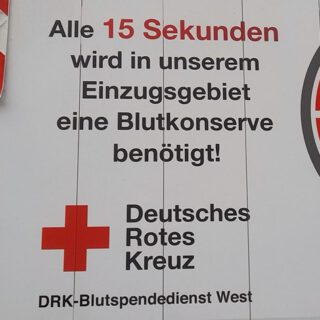 Alle 15 Sekunden
wird in unserem
Einzugsgebiet
eine Blutkonserve
benötigt!
Deutsches
Rotes
Kreuz
DRK-Blutspendedienst West